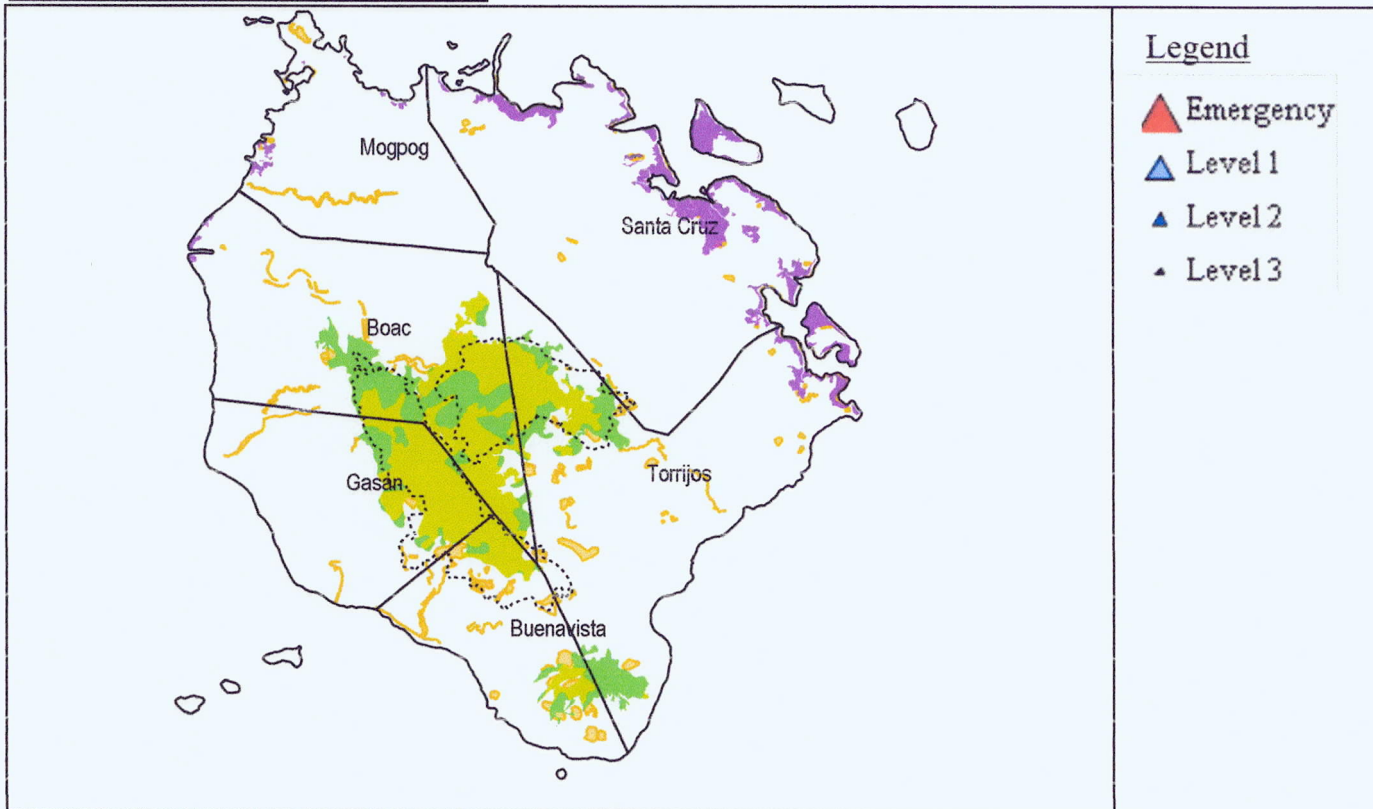 Legend
Emergency
Level 1
Level 2
Level 3
Mogpog
Santa Cruz
Boac
Gasan
Torrijos
Buenavista